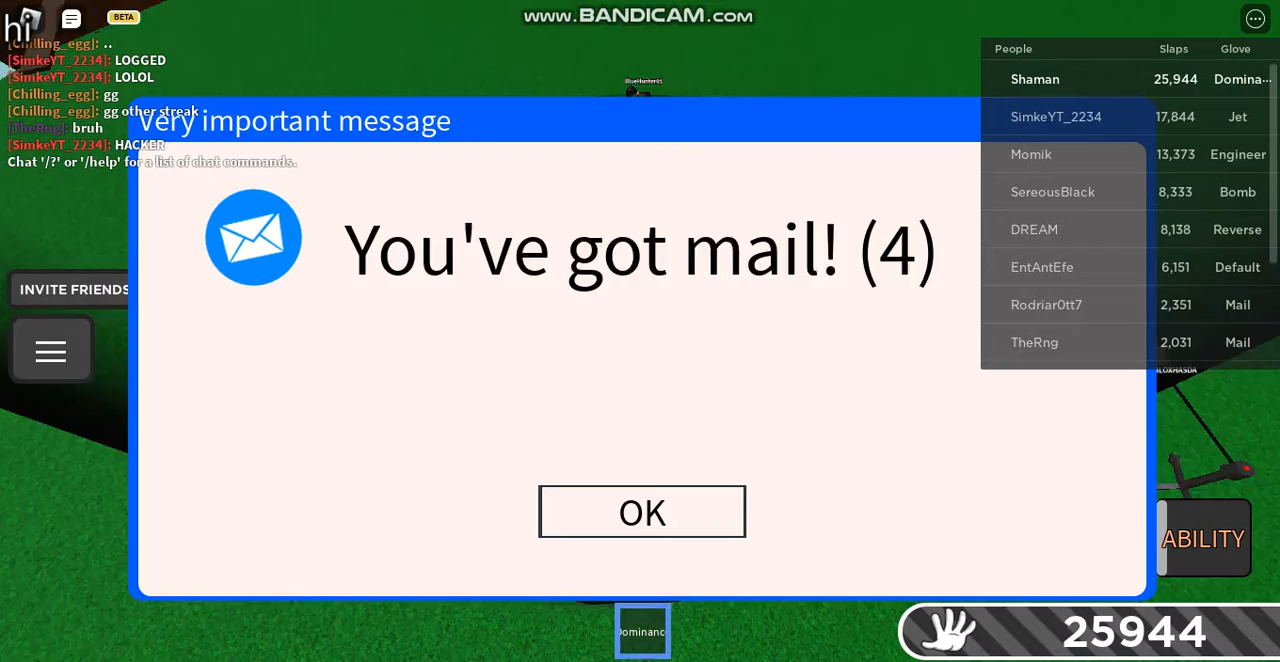 www.BANDICAM.com
hi
BETA
[Chilling_egg]: ..
[SimkeYT_2234]: LOGGED
[SimkeYT_2234]: LOLOL
[Chilling_egg]: gg
[Chilling_egg]: gg other streak
[TheRng]: bruh
[SimkeYT_2234]: HACKER
Chat '/?' or '/help' for a list of chat commands.
BlueHunter01
People Slaps Glove
Shaman 25,944 Domina...
SimkeYT_2234 17,844 Jet
Momik 13,373 Engineer
SereousBlack 8,333 Bomb
DREAM 8,138 Reverse
EntAntEfe 6,151 Default
Rodriar0tt7 2,351 Mail
TheRng 2,031 Mail
Very important message
You've got mail! (4)
INVITE FRIENDS
OK
ABILITY
Dominanc
25944